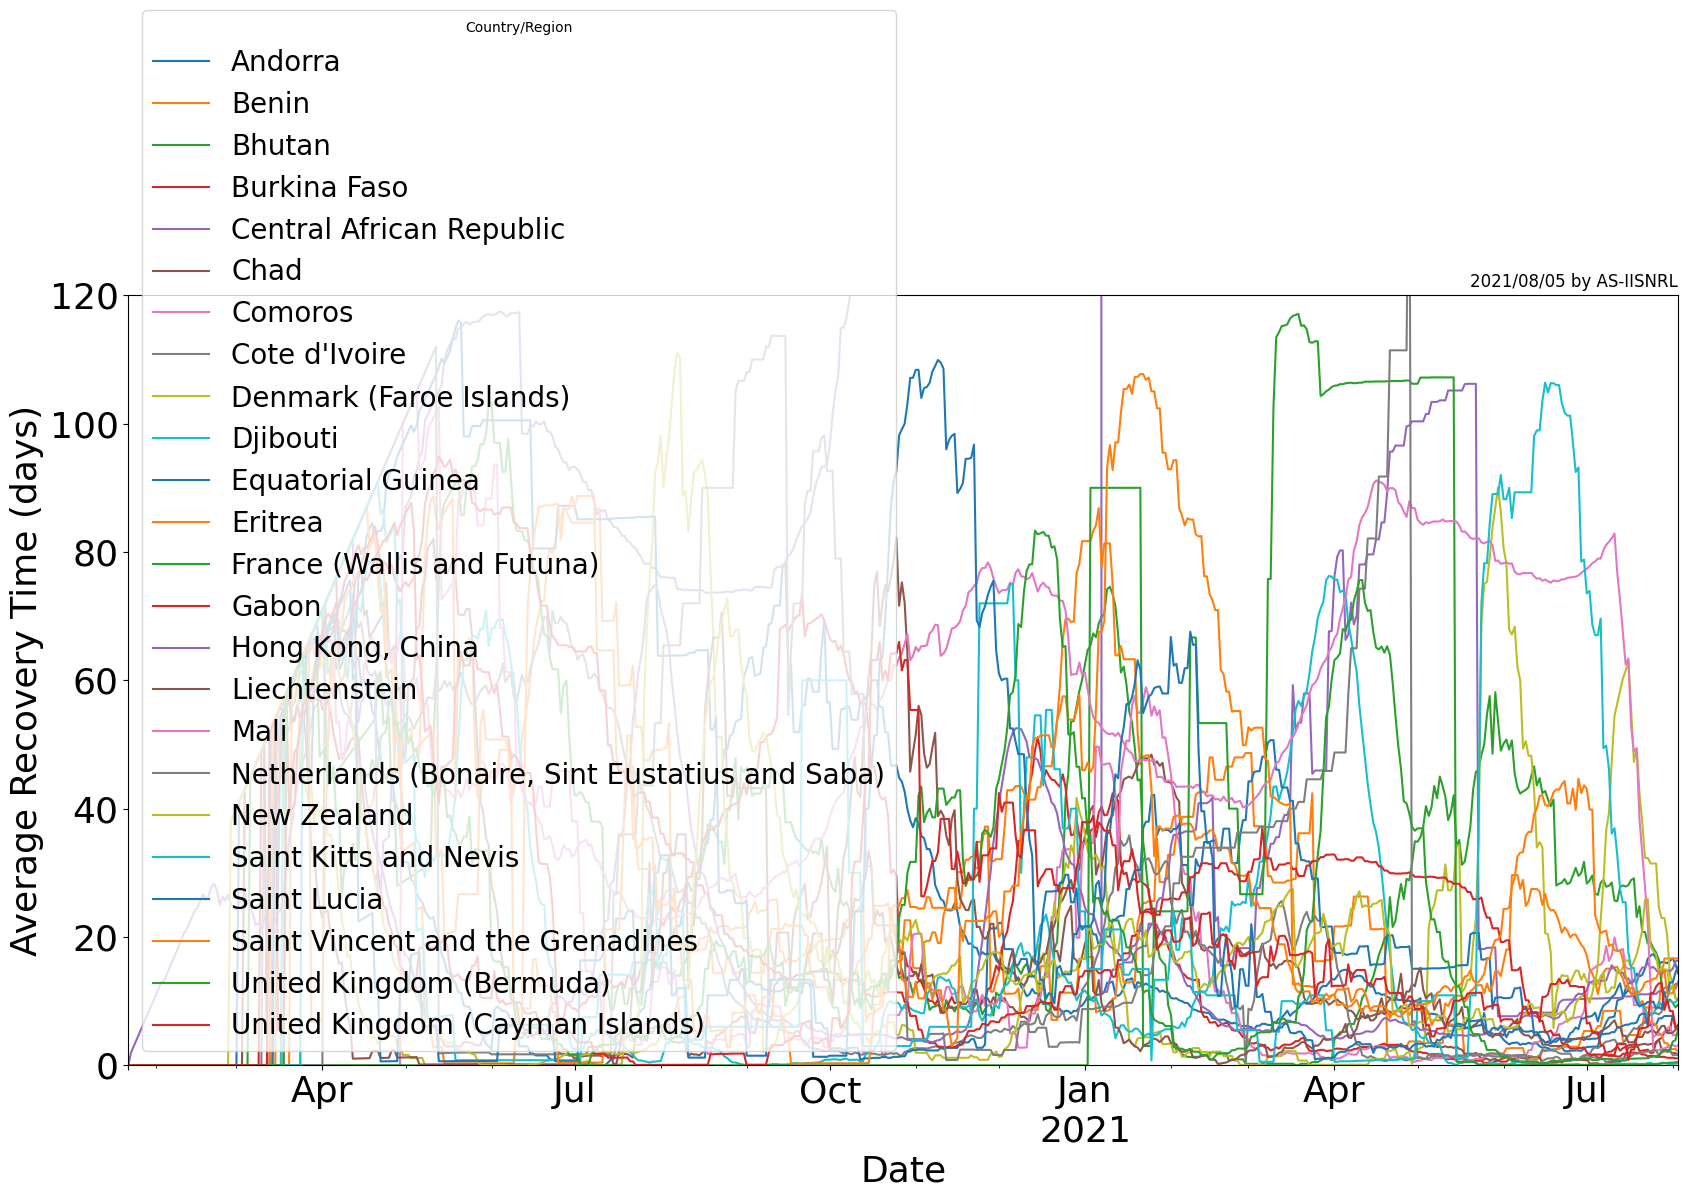 Country/Region
Andorra
Benin
Bhutan
Burkina Faso
Central African Republic
Chad
Comoros
Cote d'Ivoire
Denmark (Faroe Islands)
Djibouti
Equatorial Guinea
Eritrea
France (Wallis and Futuna)
Gabon
Hong Kong, China
Liechtenstein
Mali
Netherlands (Bonaire, Sint Eustatius and Saba)
New Zealand
Saint Kitts and Nevis
Saint Lucia
Saint Vincent and the Grenadines
United Kingdom (Bermuda)
United Kingdom (Cayman Islands)
2021/08/05 by AS-IISNRL
Average Recovery Time (days)
120
100
80
60
40
20
0
Apr Jul Oct Jan Apr Jul
2021
Date